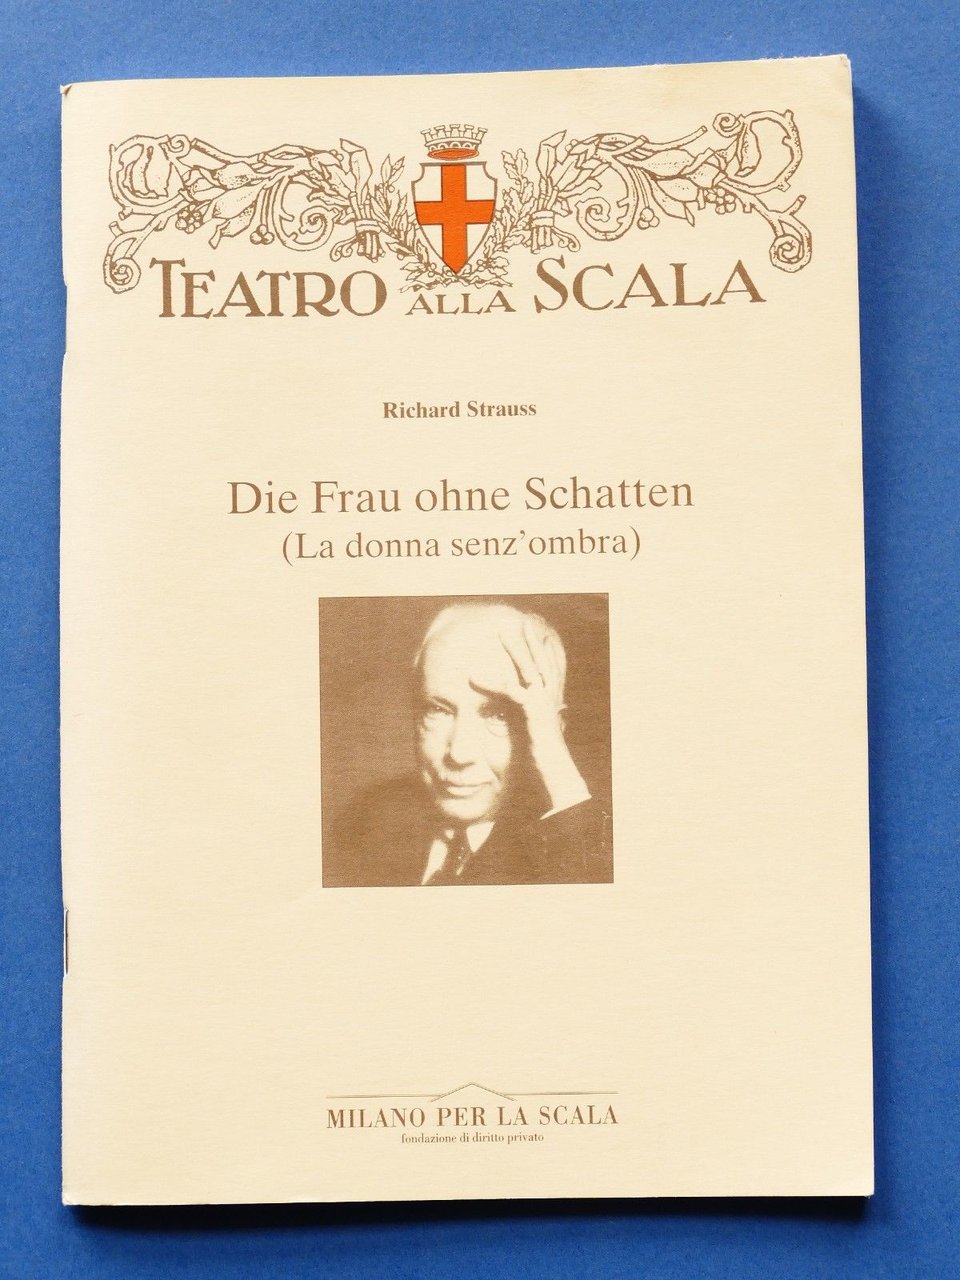 TEATRO ALLA SCALA
Richard Strauss
Die Frau ohne Schatten
(La donna senz'ombra)
MILANO PER LA SCALA
fondazione di diritto privato